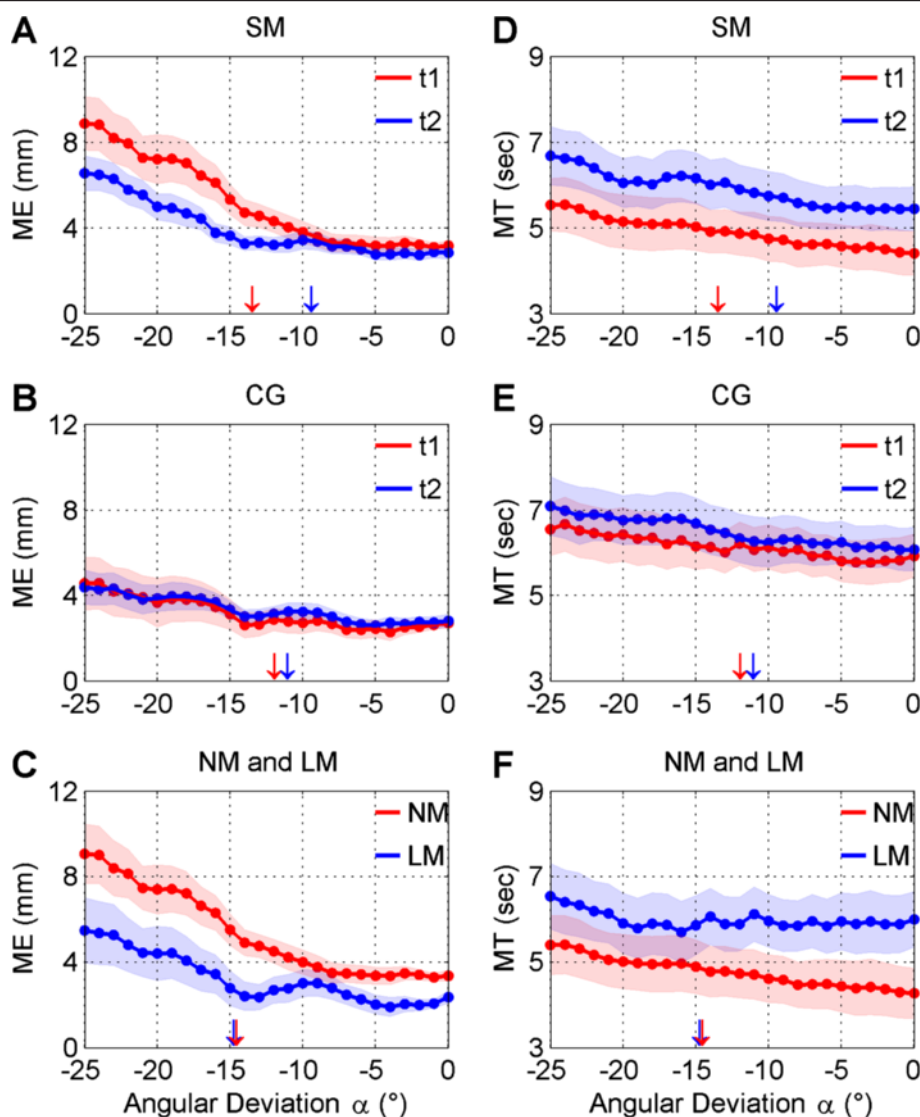 A
SM
12
8
4
0
ME (mm)
t1
t2
-25 -20 -15 -10 -5 0
D
SM
9
7
5
3
MT (sec)
t1
t2
-25 -20 -15 -10 -5 0
B
CG
12
8
4
0
ME (mm)
t1
t2
-25 -20 -15 -10 -5 0
E
CG
9
7
5
3
MT (sec)
t1
t2
-25 -20 -15 -10 -5 0
C
NM and LM
12
8
4
0
ME (mm)
NM
LM
-25 -20 -15 -10 -5 0
Angular Deviation α (°)
F
NM and LM
9
7
5
3
MT (sec)
NM
LM
-25 -20 -15 -10 -5 0
Angular Deviation α (°)